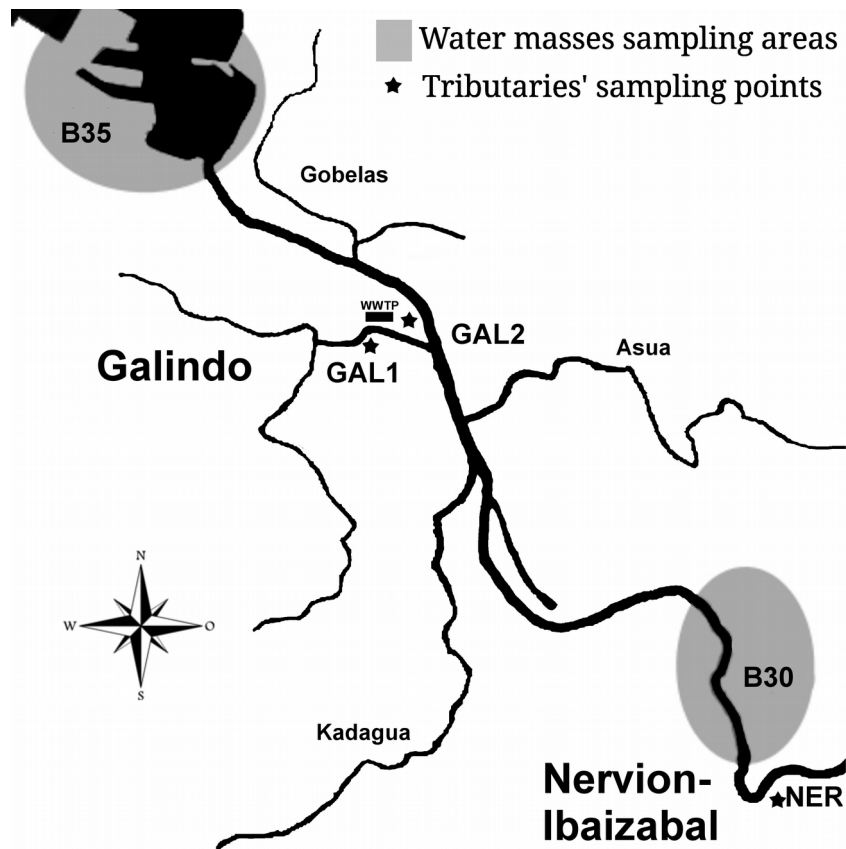 Water masses sampling areas
Tributaries' sampling points
B35
Gobelas
WWTP
GAL2
Asua
Galindo
GAL1
N
W
O
S
B30
Kadagua
Nervion-
Ibaizabal
NER